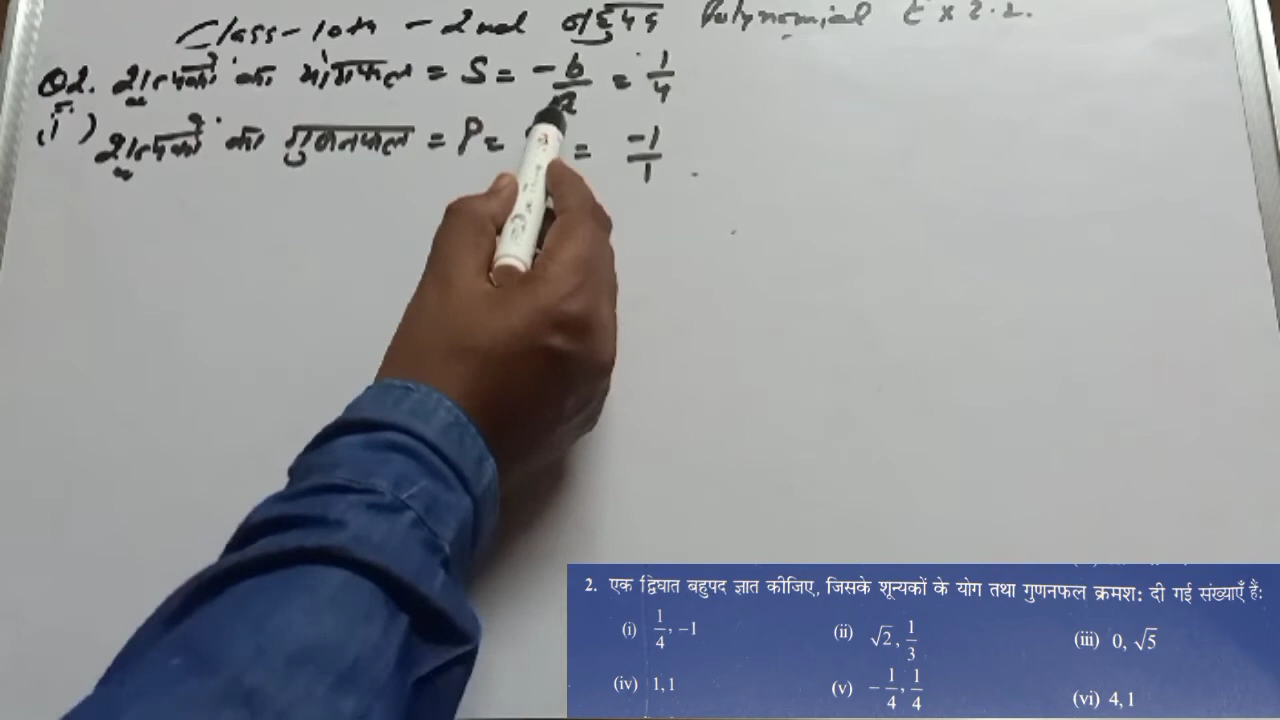 Class-10th - 2nd बहुपद Polynomial Ex 2.2.
Q2. शून्यकों का योगफल = S = -b/a = 1/4
(i) शून्यकों का गुणनफल = P = = -1/1
2. एक द्विघात बहुपद ज्ञात कीजिए, जिसके शून्यकों के योग तथा गुणनफल क्रमश: दी गई संख्याएँ हैं:
(i) 1/4, -1 (ii) √2, 1/3 (iii) 0, √5
(iv) 1, 1 (v) -1/4, 1/4 (vi) 4, 1